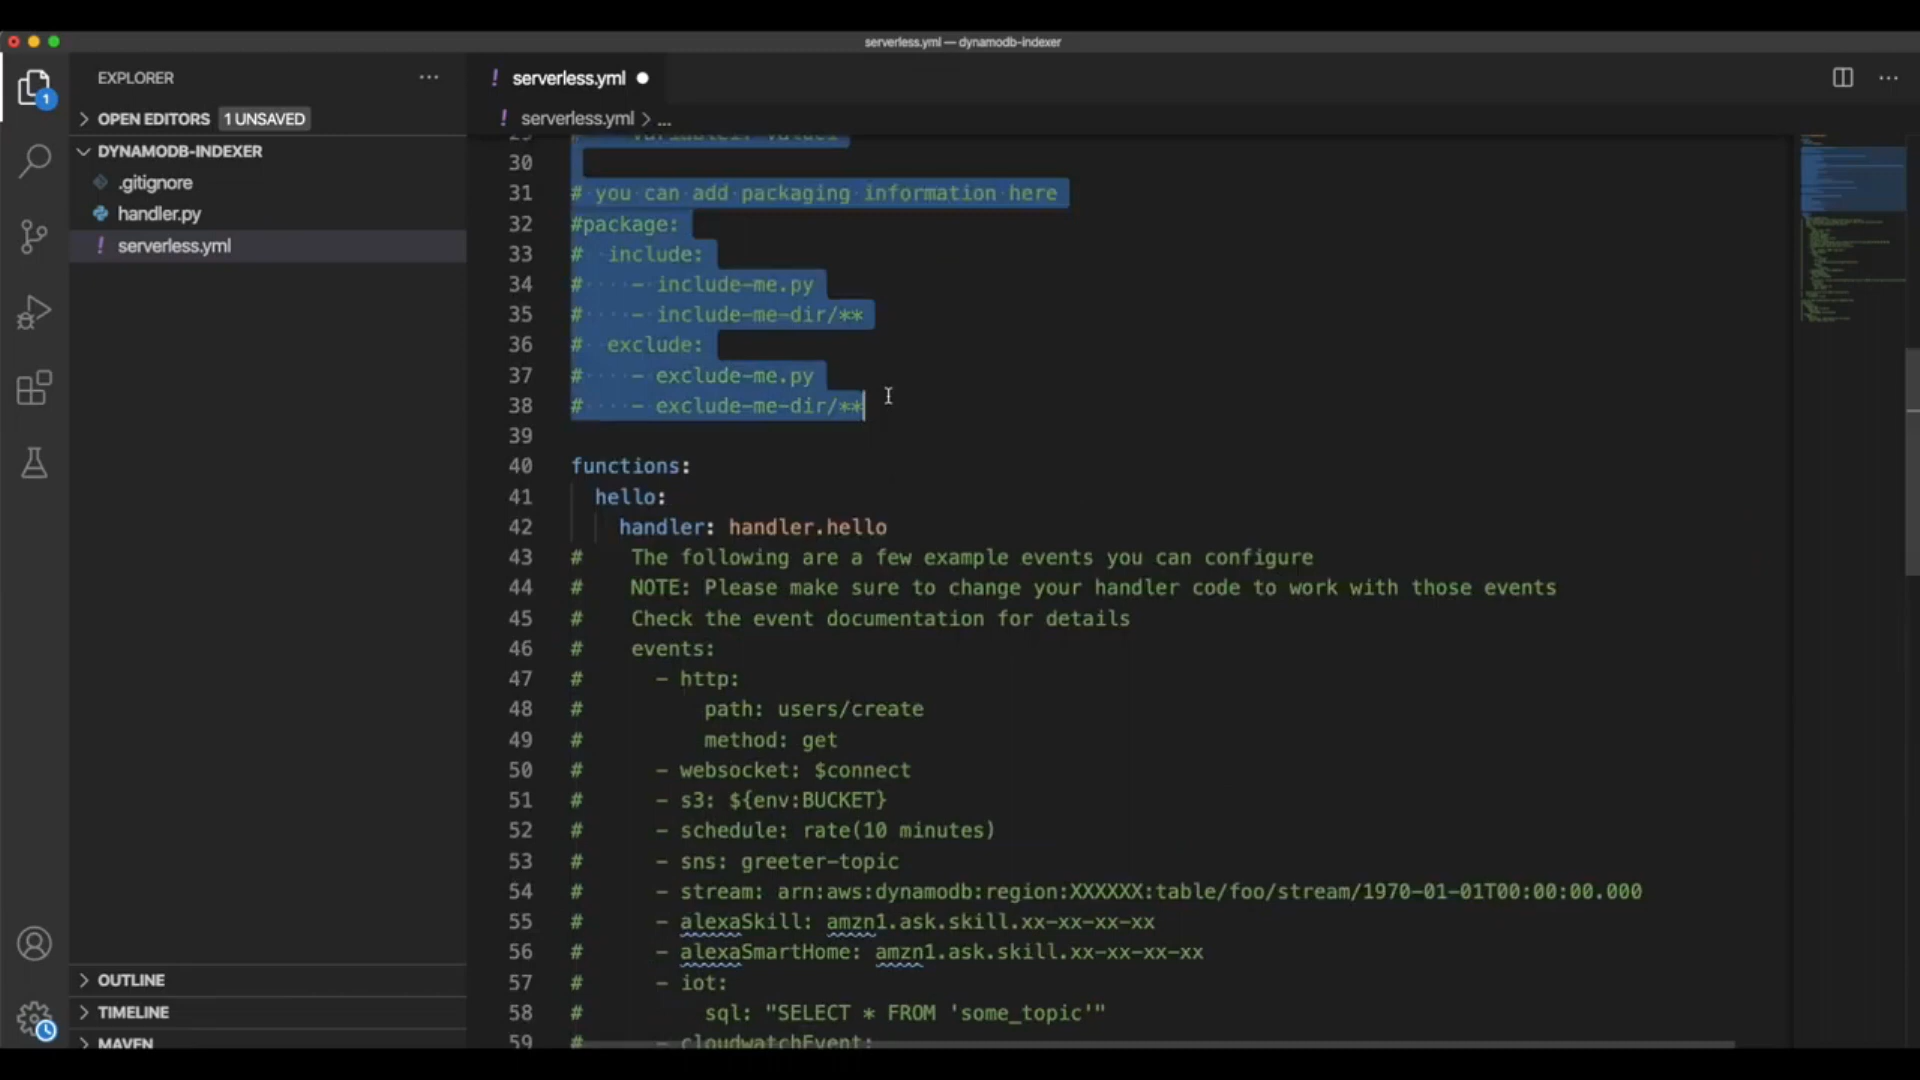 serverless.yml — dynamodb-indexer
EXPLORER
1
OPEN EDITORS 1 UNSAVED
DYNAMODB-INDEXER
.gitignore
handler.py
! serverless.yml
OUTLINE
TIMELINE
MAVEN
! serverless.yml
! serverless.yml > ...
29 # variable1: value1
30
31 # you can add packaging information here
32 #package:
33 # include:
34 # - include-me.py
35 # - include-me-dir/**
36 # exclude:
37 # - exclude-me.py
38 # - exclude-me-dir/**
39
40 functions:
41 hello:
42 handler: handler.hello
43 # The following are a few example events you can configure
44 # NOTE: Please make sure to change your handler code to work with those events
45 # Check the event documentation for details
46 # events:
47 # - http:
48 # path: users/create
49 # method: get
50 # - websocket: $connect
51 # - s3: ${env:BUCKET}
52 # - schedule: rate(10 minutes)
53 # - sns: greeter-topic
54 # - stream: arn:aws:dynamodb:region:XXXXXX:table/foo/stream/1970-01-01T00:00:00.000
55 # - alexaSkill: amzn1.ask.skill.xx-xx-xx-xx
56 # - alexaSmartHome: amzn1.ask.skill.xx-xx-xx-xx
57 # - iot:
58 # sql: "SELECT * FROM 'some_topic'"
59 # - cloudwatchEvent: